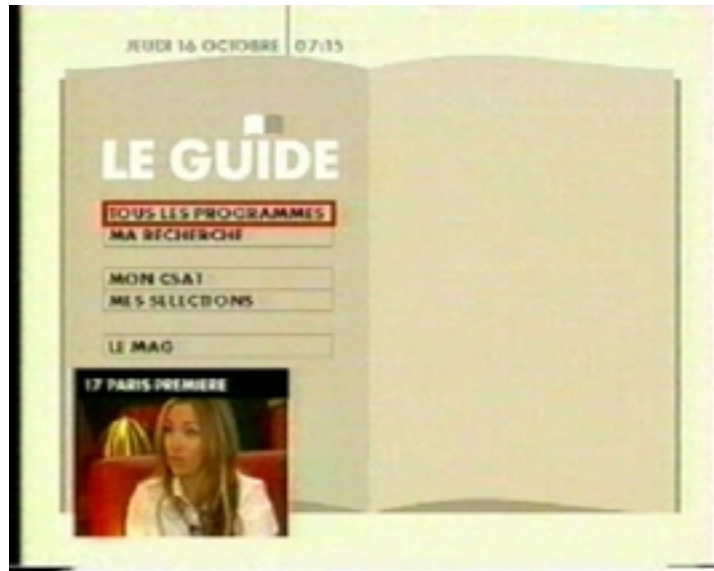 JEUDI 16 OCTOBRE 07:15
LE GUIDE
TOUS LES PROGRAMMES
MA RECHERCHE
MON CSAT
MES SELECTIONS
LE MAG
17 PARIS PREMIERE